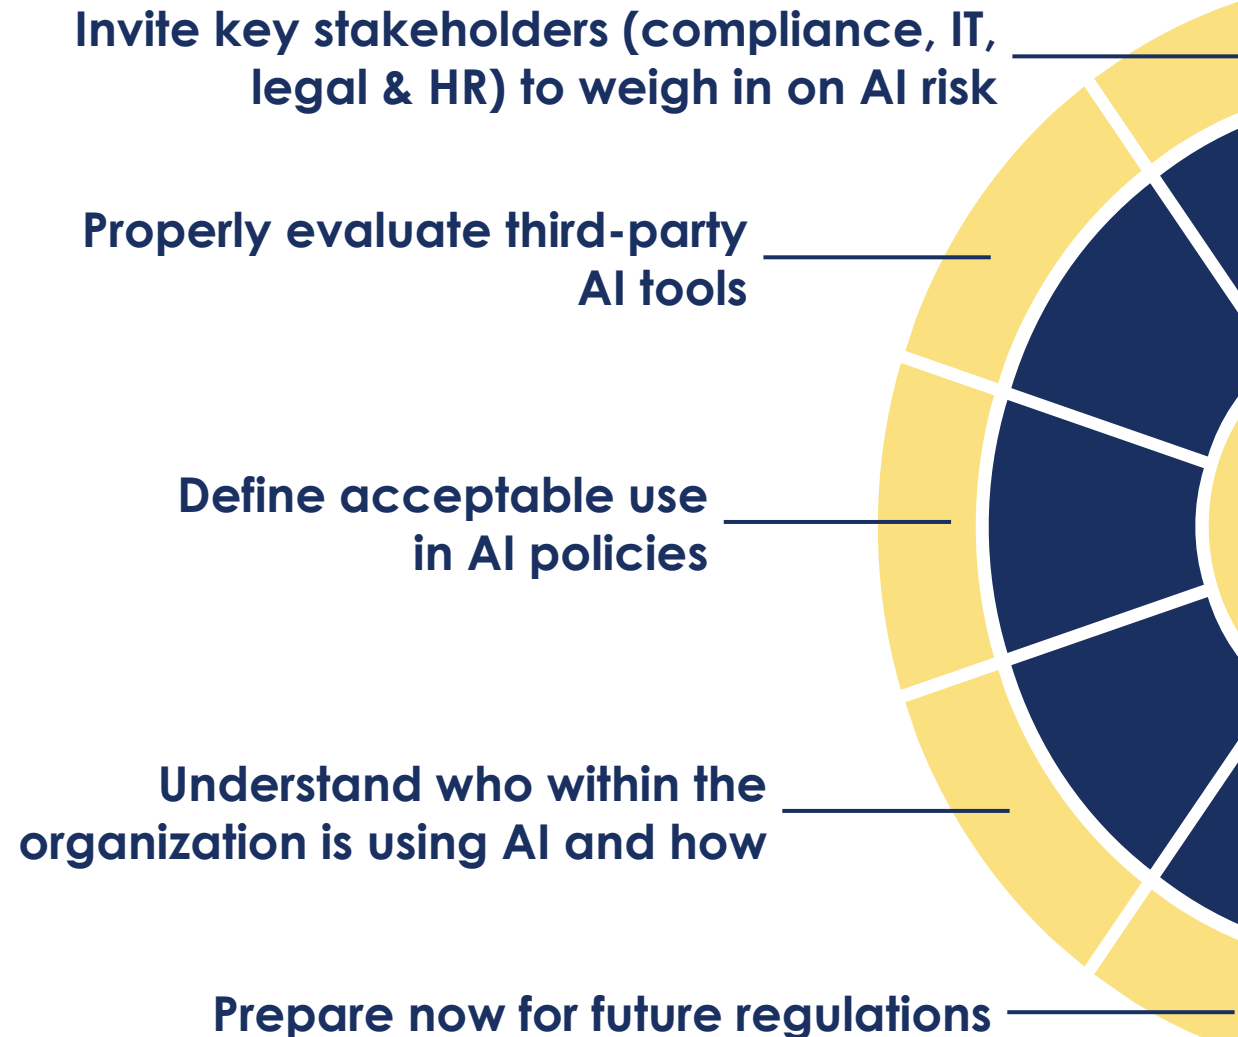 Invite key stakeholders (compliance, IT,
legal & HR) to weigh in on AI risk
Properly evaluate third-party
AI tools
Define acceptable use
in AI policies
Understand who within the
organization is using AI and how
Prepare now for future regulations